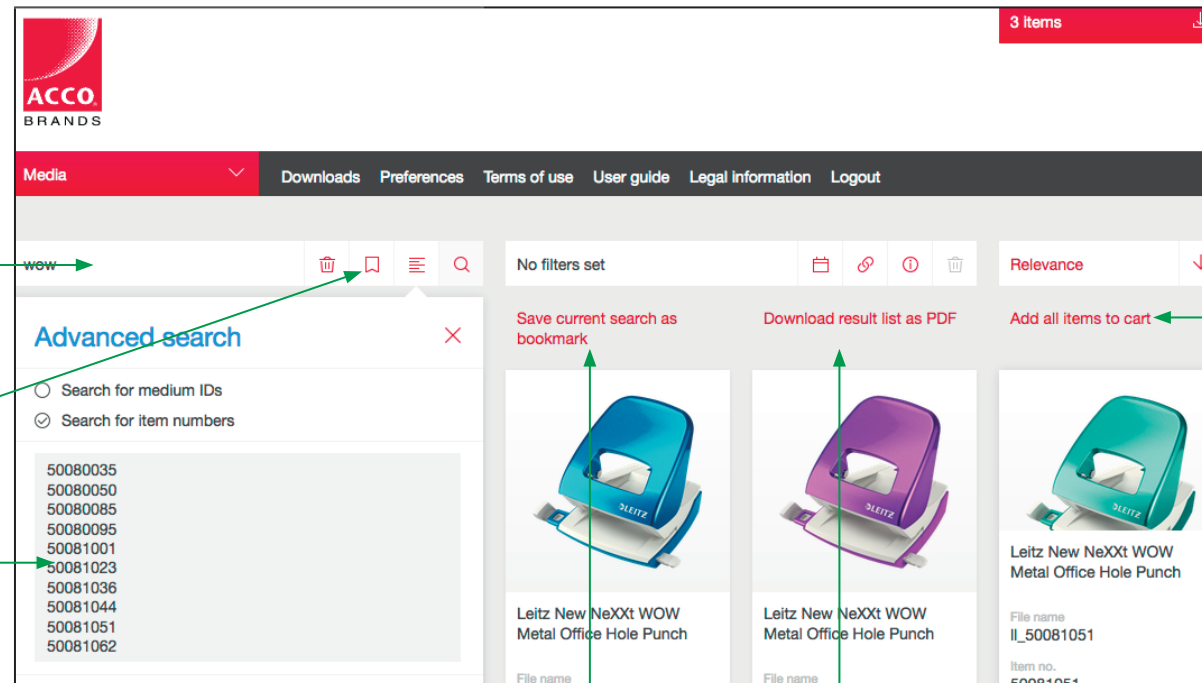 3 items
ACCO
BRANDS
Media
Downloads Preferences Terms of use User guide Legal information Logout
wow
No filters set
Relevance
Advanced search
Search for medium IDs
Search for item numbers
50080035
50080050
50080085
50080095
50081001
50081023
50081036
50081044
50081051
50081062
Save current search as
bookmark
Download result list as PDF
Add all items to cart
LEITZ
LEITZ
LEITZ
Leitz New NeXXt WOW
Metal Office Hole Punch
File name
Leitz New NeXXt WOW
Metal Office Hole Punch
File name
Leitz New NeXXt WOW
Metal Office Hole Punch
File name
ll_50081051
Item no.
50081051